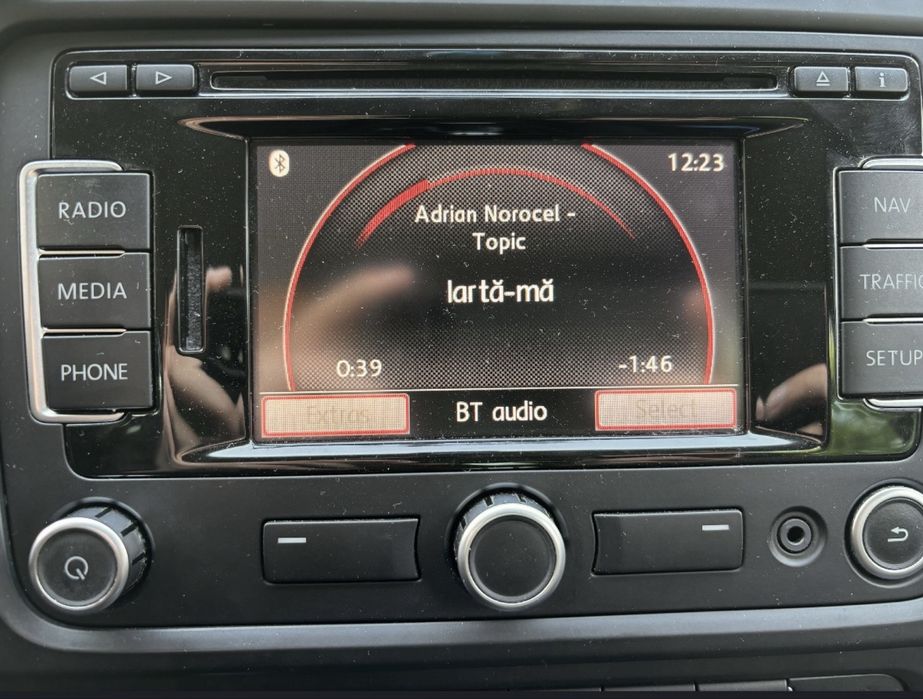 12:23
RADIO
NAV
Adrian Norocel -
Topic
MEDIA
Iartă-mă
TRAFFIC
PHONE
0:39
-1:46
SETUP
Extras
BT audio
Select